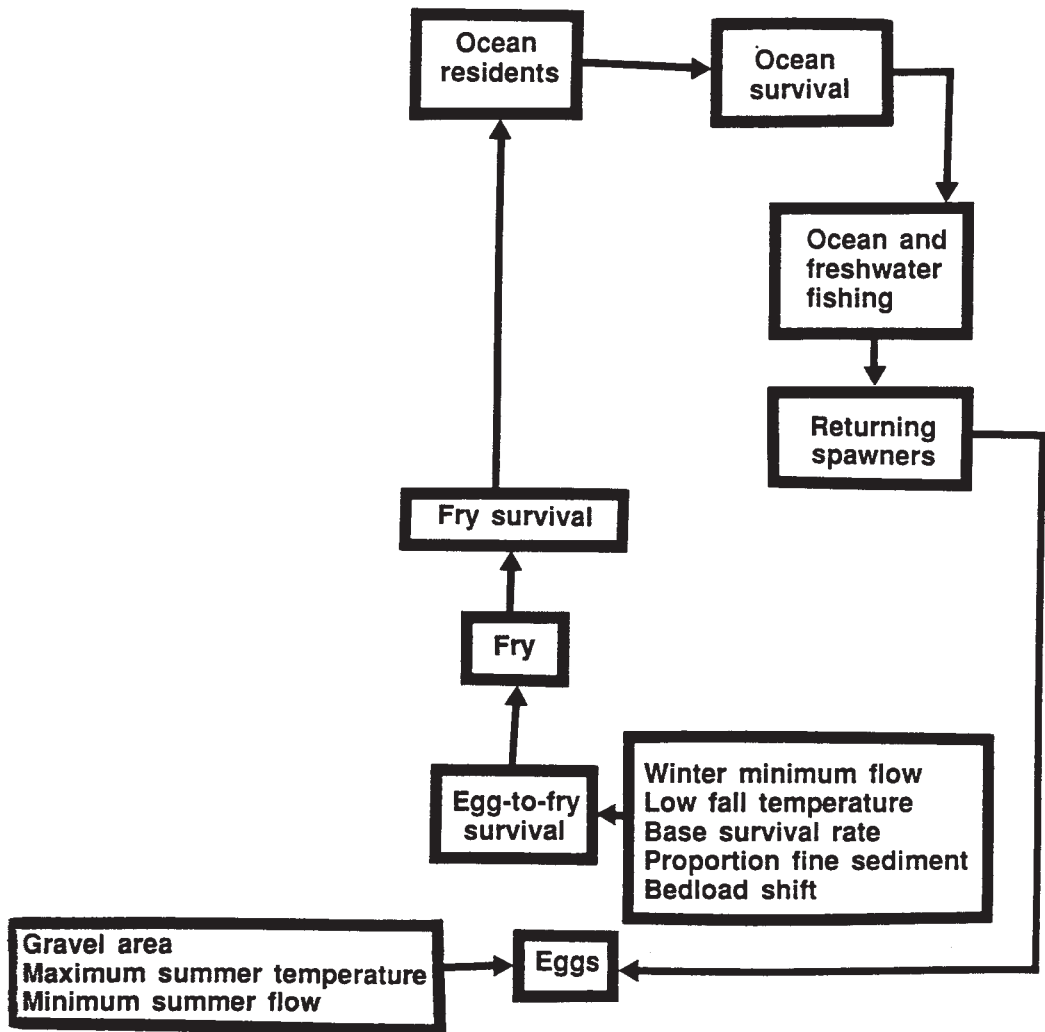 Ocean
residents
Ocean
survival
Ocean and
freshwater
fishing
Returning
spawners
Fry survival
Fry
Egg-to-fry
survival
Winter minimum flow
Low fall temperature
Base survival rate
Proportion fine sediment
Bedload shift
Gravel area
Maximum summer temperature
Minimum summer flow
Eggs